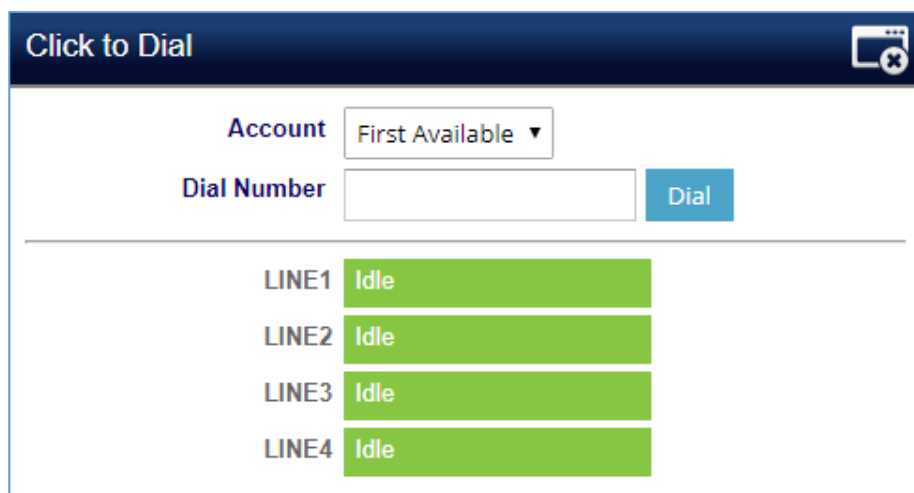 Click to Dial
Account First Available
Dial Number Dial
LINE1 Idle
LINE2 Idle
LINE3 Idle
LINE4 Idle